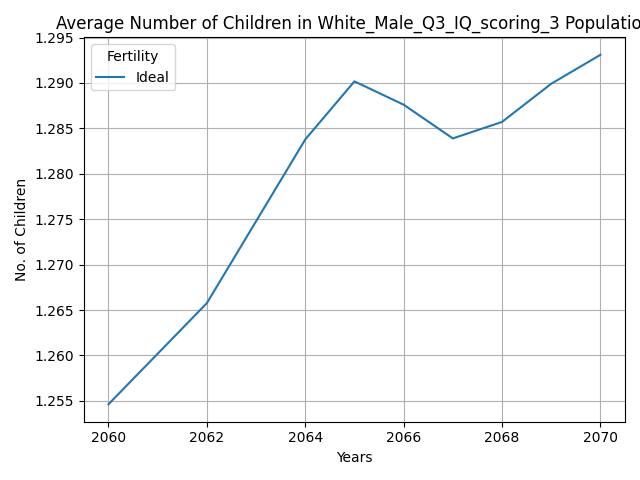 Average Number of Children in White_Male_Q3_IQ_scoring_3 Populatio
1.295
1.290
1.285
1.280
1.275
1.270
1.265
1.260
1.255
No. of Children
Fertility
Ideal
2060 2062 2064 2066 2068 2070
Years